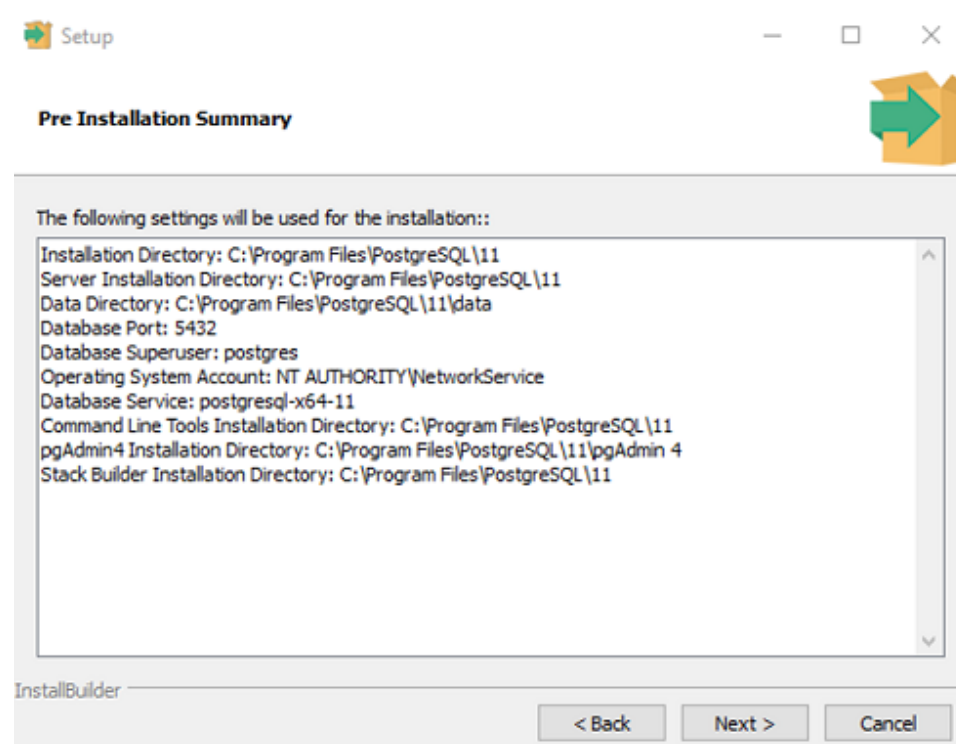 Setup
Pre Installation Summary
The following settings will be used for the installation::
Installation Directory: C:\Program Files\PostgreSQL\11
Server Installation Directory: C:\Program Files\PostgreSQL\11
Data Directory: C:\Program Files\PostgreSQL\11\data
Database Port: 5432
Database Superuser: postgres
Operating System Account: NT AUTHORITY\NetworkService
Database Service: postgresql-x64-11
Command Line Tools Installation Directory: C:\Program Files\PostgreSQL\11
pgAdmin4 Installation Directory: C:\Program Files\PostgreSQL\11\pgAdmin 4
Stack Builder Installation Directory: C:\Program Files\PostgreSQL\11
InstallBuilder
< Back Next > Cancel